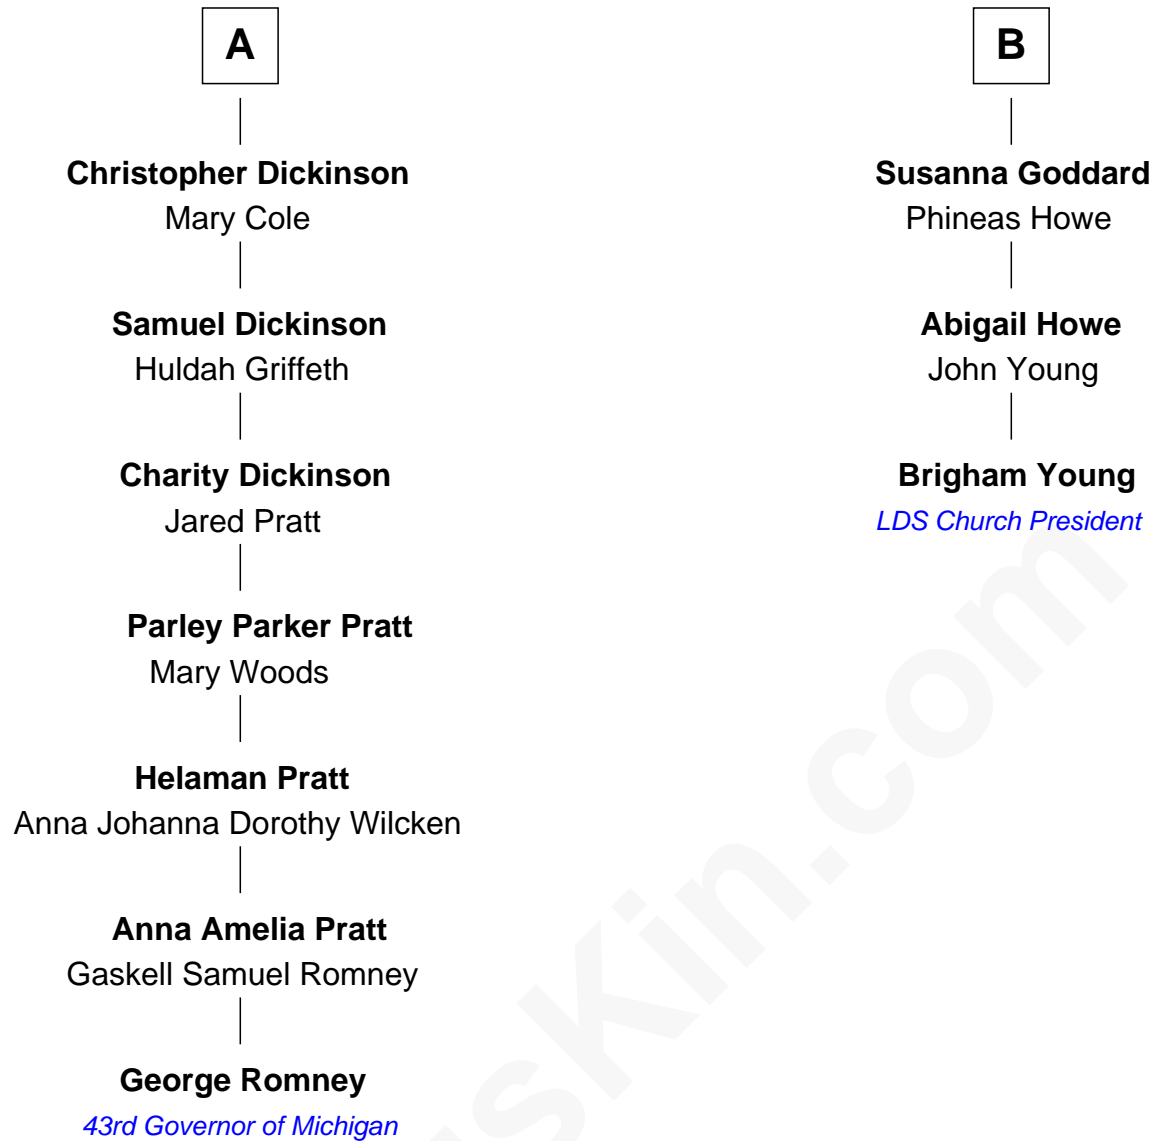 A
Christopher Dickinson
Mary Cole
Samuel Dickinson
Huldah Griffeth
Charity Dickinson
Jared Pratt
Parley Parker Pratt
Mary Woods
Helaman Pratt
Anna Johanna Dorothy Wilcken
Anna Amelia Pratt
Gaskell Samuel Romney
George Romney
43rd Governor of Michigan
B
Susanna Goddard
Phineas Howe
Abigail Howe
John Young
Brigham Young
LDS Church President
usKin.com